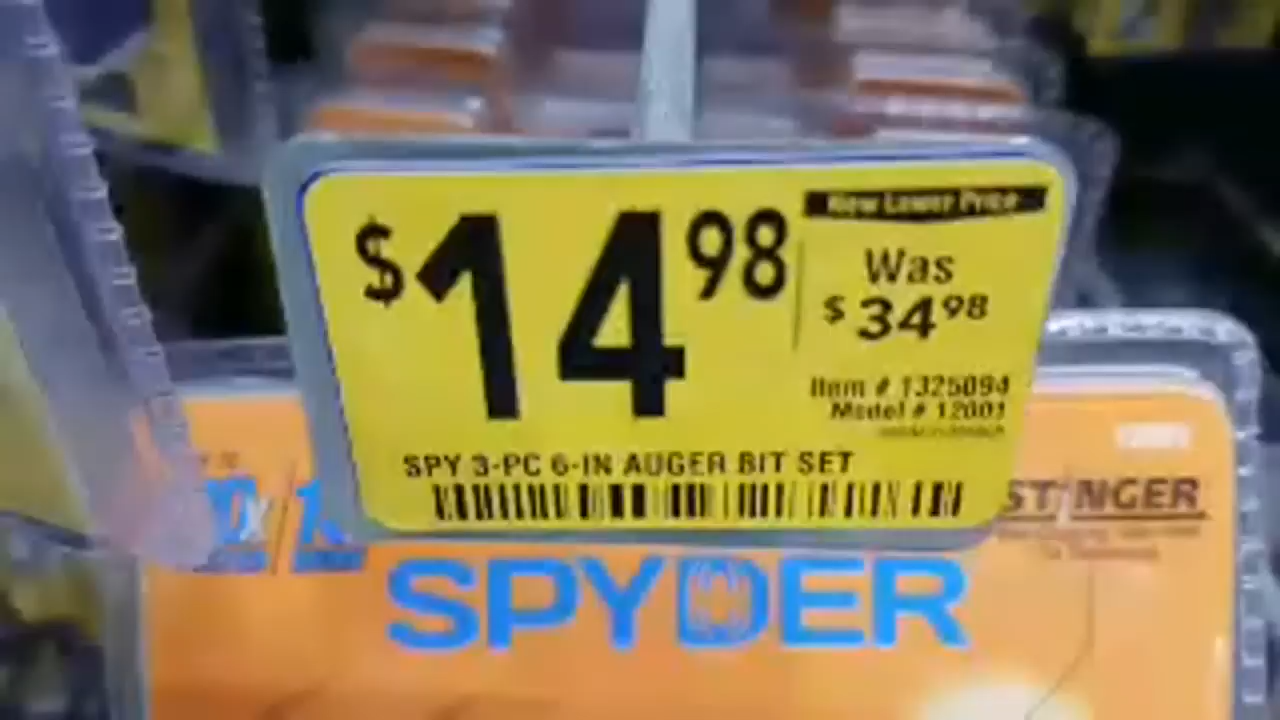 New Lower Price
$14 98
Was
$34 98
Item # 1325094
Model # 12001
SPY 3-PC 6-IN AUGER BIT SET
STINGER
SPYDER